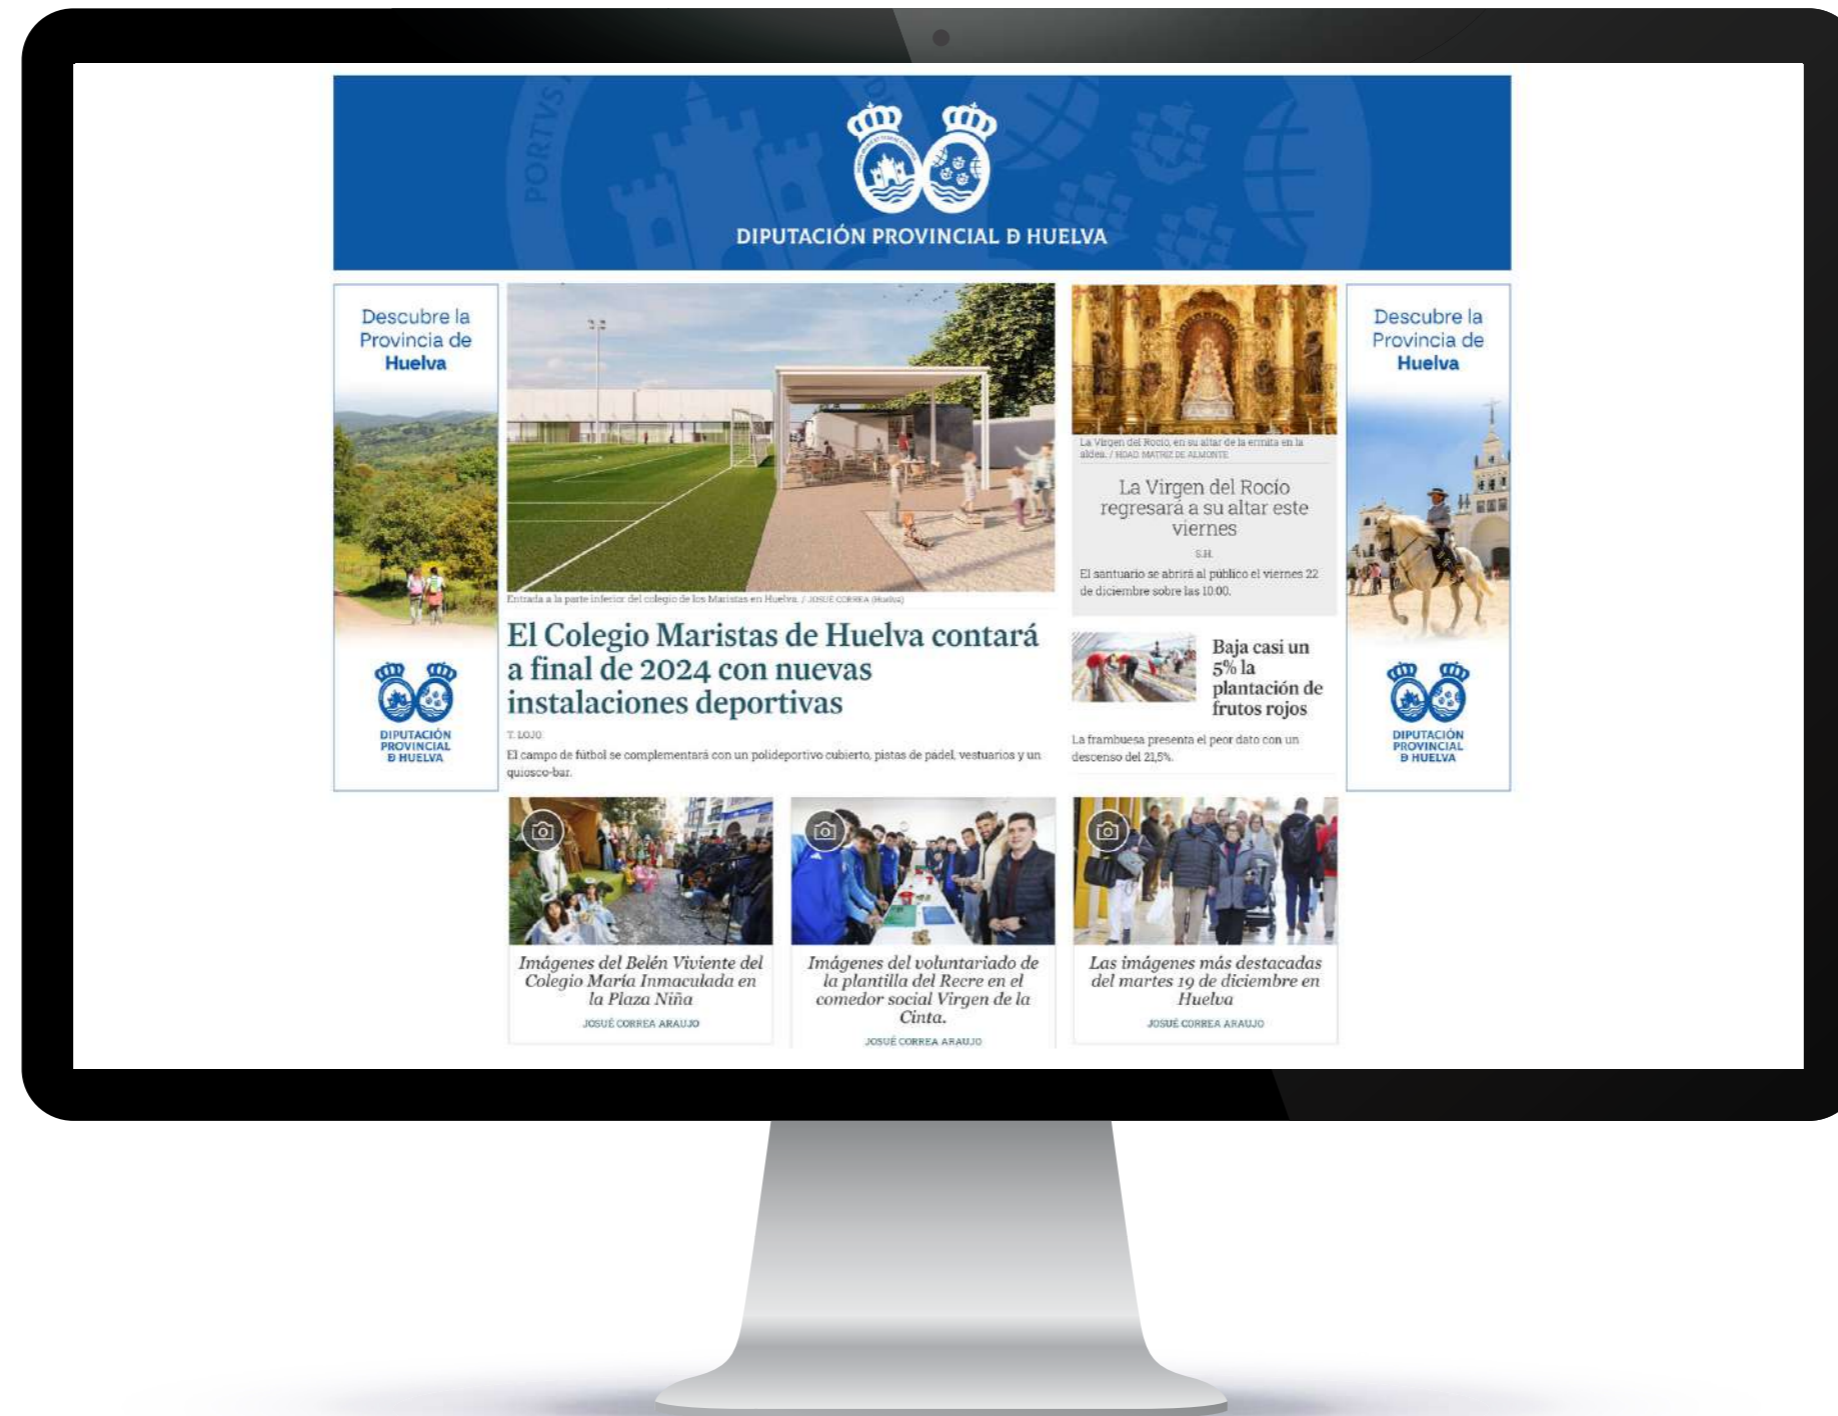 PORTVS
DIPUTACIÓN PROVINCIAL Ð HUELVA
Descubre la
Provincia de
Huelva
DIPUTACIÓN
PROVINCIAL
Ð HUELVA
Entrada a la parte inferior del colegio de los Maristas en Huelva. / JOSUÉ CORREA (Huelva)
El Colegio Maristas de Huelva contará
a final de 2024 con nuevas
instalaciones deportivas
T. LOJO
El campo de fútbol se complementará con un polideportivo cubierto, pistas de pádel, vestuarios y un
quiosco-bar.
La Virgen del Rocío, en su altar de la ermita en la
aldea. / HDAD MATRIZ DE ALMONTE
La Virgen del Rocío
regresará a su altar este
viernes
S.H.
El santuario se abrirá al público el viernes 22
de diciembre sobre las 10:00.
Baja casi un
5% la
plantación de
frutos rojos
La frambuesa presenta el peor dato con un
descenso del 21,5%.
Descubre la
Provincia de
Huelva
DIPUTACIÓN
PROVINCIAL
Ð HUELVA
Imágenes del Belén Viviente del
Colegio María Inmaculada en
la Plaza Niña
JOSUÉ CORREA ARAUJO
Imágenes del voluntariado de
la plantilla del Recre en el
comedor social Virgen de la
Cinta.
JOSUÉ CORREA ARAUJO
Las imágenes más destacadas
del martes 19 de diciembre en
Huelva
JOSUÉ CORREA ARAUJO